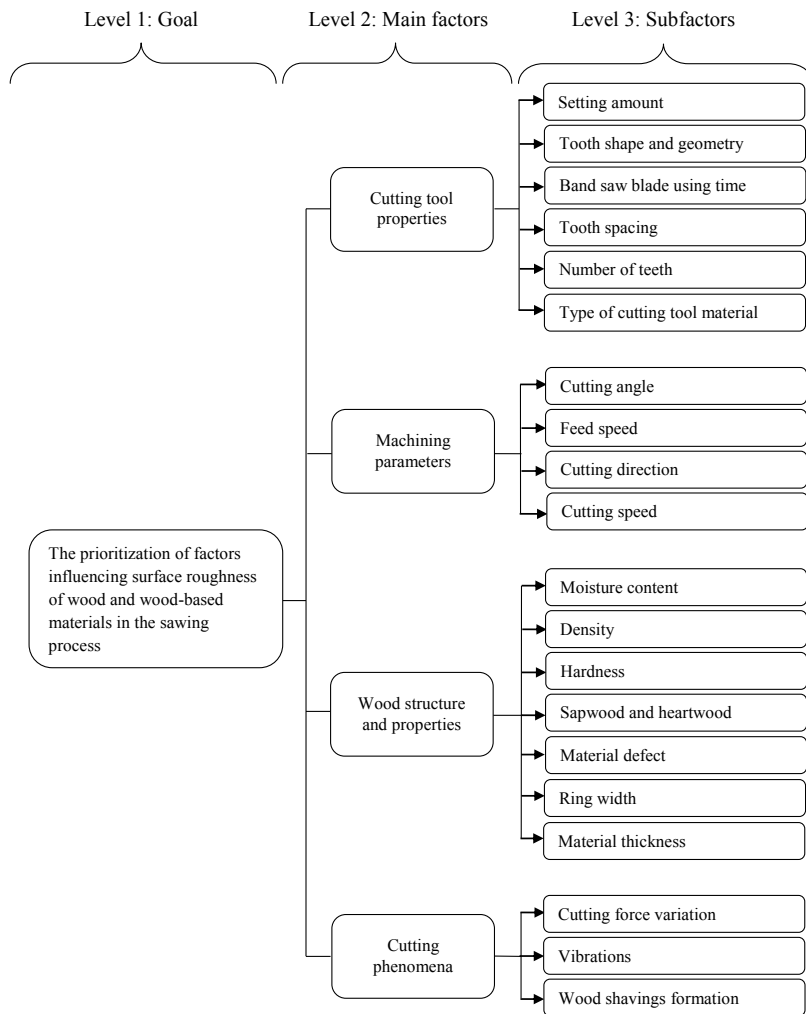 Level 1: Goal
Level 2: Main factors
Level 3: Subfactors
Setting amount
Tooth shape and geometry
Band saw blade using time
Tooth spacing
Number of teeth
Type of cutting tool material
Cutting tool
properties
Cutting angle
Feed speed
Cutting direction
Cutting speed
Machining
parameters
The prioritization of factors
influencing surface roughness
of wood and wood-based
materials in the sawing
process
Moisture content
Density
Hardness
Sapwood and heartwood
Material defect
Ring width
Material thickness
Wood structure
and properties
Cutting force variation
Vibrations
Wood shavings formation
Cutting
phenomena